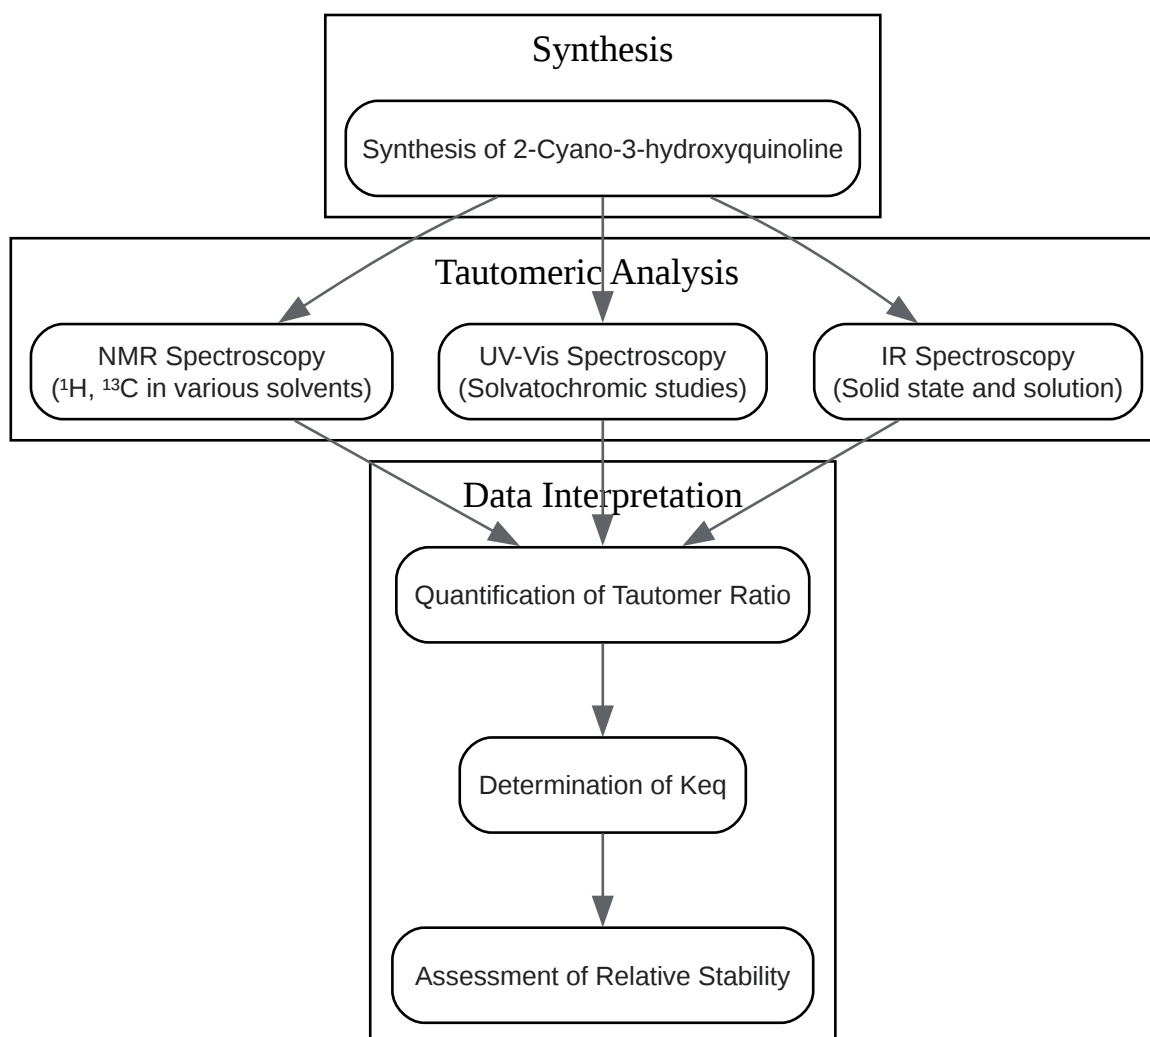 Synthesis
Synthesis of 2-Cyano-3-hydroxyquinoline
Tautomeric Analysis
NMR Spectroscopy
(¹H, ¹³C in various solvents)
UV-Vis Spectroscopy
(Solvatochromic studies)
IR Spectroscopy
(Solid state and solution)
Data Interpretation
Quantification of Tautomer Ratio
Determination of Keq
Assessment of Relative Stability